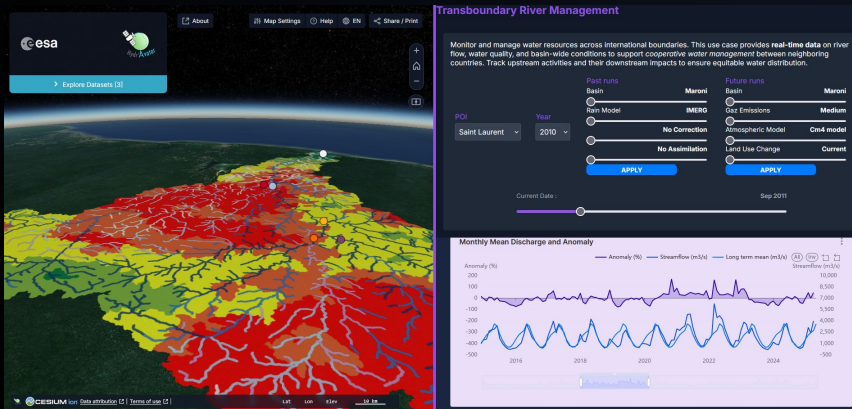 esa
HydrAvatar
Explore Datasets [3]
About
Map Settings
Help
EN
Share / Print
CESIUM ion Data attribution | Terms of use |
Lat Lon Elev 10 km
Transboundary River Management
Monitor and manage water resources across international boundaries. This use case provides real-time data on river
flow, water quality, and basin-wide conditions to support cooperative water management between neighboring
countries. Track upstream activities and their downstream impacts to ensure equitable water distribution.
POI
Saint Laurent
Year
2010
Past runs
Basin Maroni
Rain Model IMERG
No Correction
No Assimilation
APPLY
Future runs
Basin Maroni
Gaz Emissions Medium
Atmospheric Model Cm4 model
Land Use Change Current
APPLY
Current Date : Sep 2011
Monthly Mean Discharge and Anomaly
Anomaly (%) Streamflow (m3/s) Long term mean (m3/s) All Inv
Anomaly (%) Streamflow (m3/s)
200 10,000
100 8,500
0 7,000
-100 5,500
-200 4,000
-300 2,500
-400 1,000
-500 -500
2016 2018 2020 2022 2024